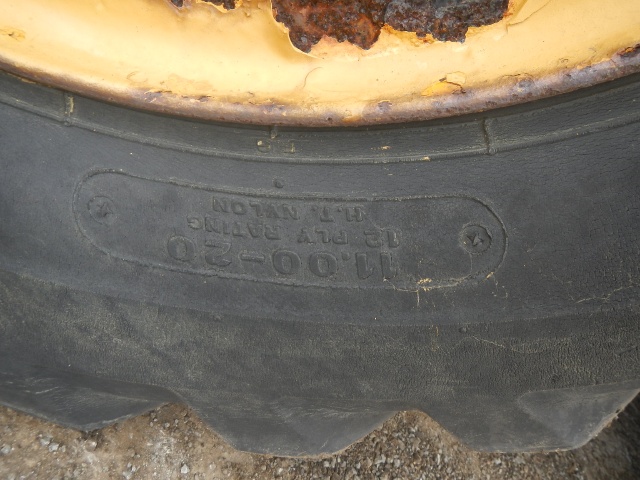 11.00-20
12 PLY RATING
H.T. NYLON